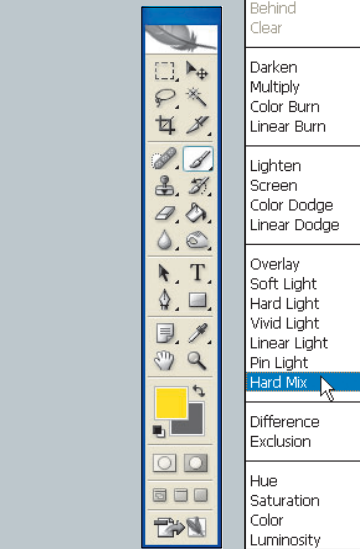 Behind
Clear
Darken
Multiply
Color Burn
Linear Burn
Lighten
Screen
Color Dodge
Linear Dodge
Overlay
Soft Light
Hard Light
Vivid Light
Linear Light
Pin Light
Hard Mix
Difference
Exclusion
Hue
Saturation
Color
Luminosity
T